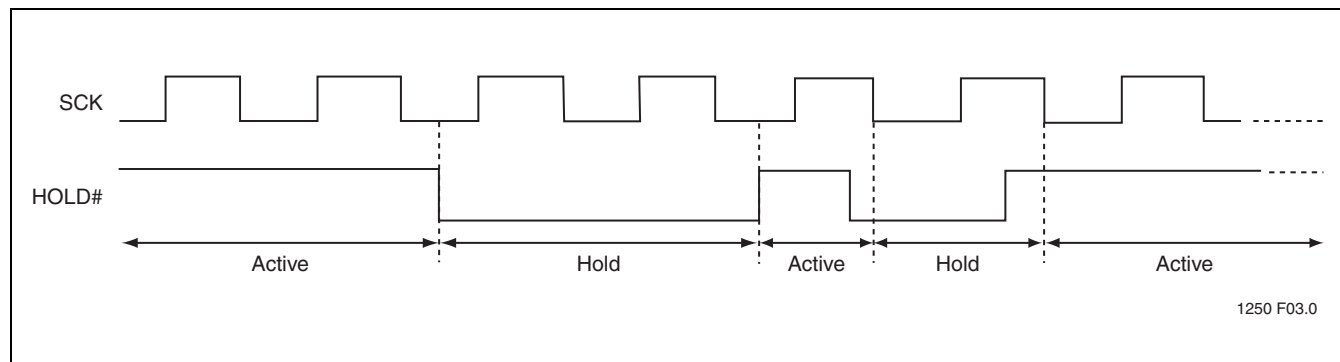 SCK
HOLD#
Active Hold Active Hold Active
1250 F03.0